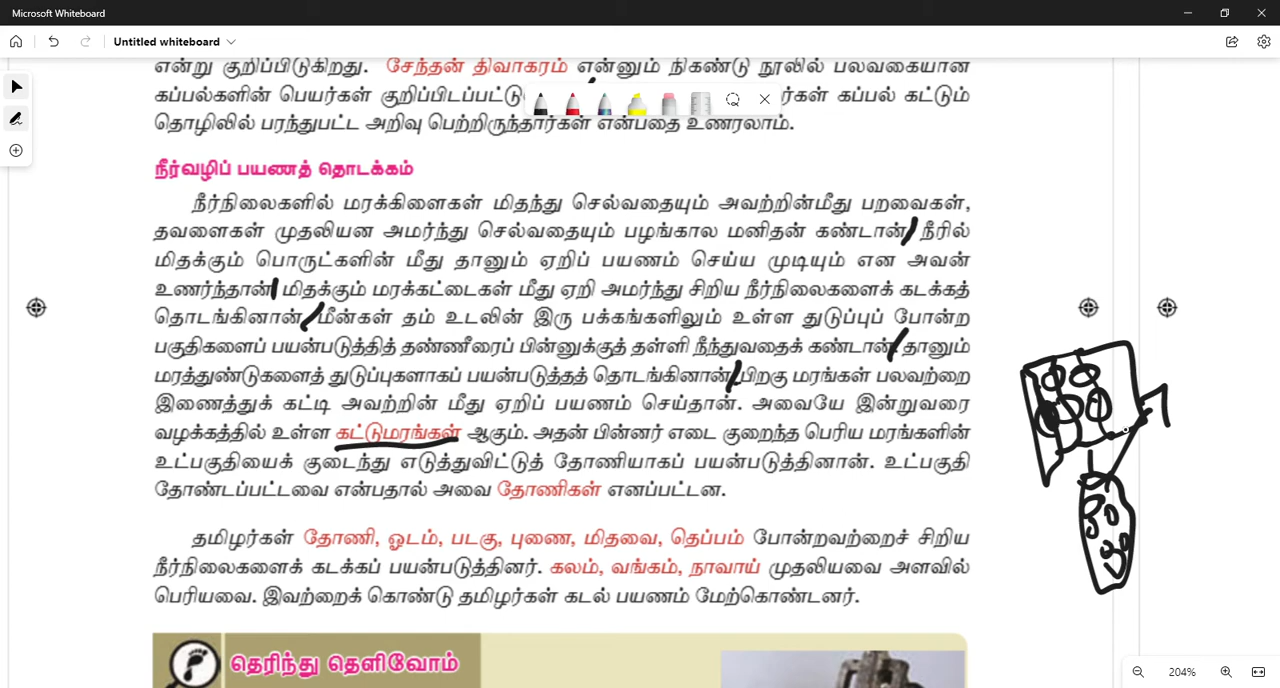 Microsoft Whiteboard
Untitled whiteboard
என்று குறிப்பிடுகிறது. சேந்தன் திவாகரம் என்னும் நிகண்டு நூலில் பலவகையான
கப்பல்களின் பெயர்கள் குறிப்பிடப்பட்டு கப்பல் கட்டும்
தொழிலில் பரந்துபட்ட அறிவு பெற்றிருந்தார்கள் என்பதை உணரலாம்.
நீர்வழிப் பயணத் தொடக்கம்
நீர்நிலைகளில் மரக்கிளைகள் மிதந்து செல்வதையும் அவற்றின்மீது பறவைகள்,
தவளைகள் முதலியன அமர்ந்து செல்வதையும் பழங்கால மனிதன் கண்டான் நீரில்
மிதக்கும் பொருட்களின் மீது தானும் ஏறிப் பயணம் செய்ய முடியும் என அவன்
உணர்ந்தான் மிதக்கும் மரக்கட்டைகள் மீது ஏறி அமர்ந்து சிறிய நீர்நிலைகளைக் கடக்கத்
தொடங்கினான் மீன்கள் தம் உடலின் இரு பக்கங்களிலும் உள்ள துடுப்புப் போன்ற
பகுதிகளைப் பயன்படுத்தித் தண்ணீரைப் பின்னுக்குத் தள்ளி நீந்துவதைக் கண்டான் தானும்
மரத்துண்டுகளைத் துடுப்புகளாகப் பயன்படுத்தத் தொடங்கினான் பிறகு மரங்கள் பலவற்றை
இணைத்துக் கட்டி அவற்றின் மீது ஏறிப் பயணம் செய்தான். அவையே இன்றுவரை
வழக்கத்தில் உள்ள கட்டுமரங்கள் ஆகும். அதன் பின்னர் எடை குறைந்த பெரிய மரங்களின்
உட்பகுதியைக் குடைந்து எடுத்துவிட்டுத் தோணியாகப் பயன்படுத்தினான். உட்பகுதி
தோண்டப்பட்டவை என்பதால் அவை தோணிகள் எனப்பட்டன.
தமிழர்கள் தோணி, ஓடம், படகு, புணை, மிதவை, தெப்பம் போன்றவற்றைச் சிறிய
நீர்நிலைகளைக் கடக்கப் பயன்படுத்தினர். கலம், வங்கம், நாவாய் முதலியவை அளவில்
பெரியவை. இவற்றைக் கொண்டு தமிழர்கள் கடல் பயணம் மேற்கொண்டனர்.
தெரிந்து தெளிவோம்
204%